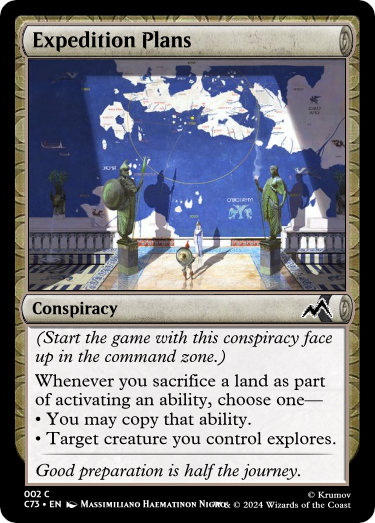 Expedition Plans
Conspiracy
(Start the game with this conspiracy face
up in the command zone.)
Whenever you sacrifice a land as part
of activating an ability, choose one—
• You may copy that ability.
• Target creature you control explores.
Good preparation is half the journey.
002 C
© Krumov
C73 • EN Massimiliano Haematinon
& © 2024 Wizards of the Coast